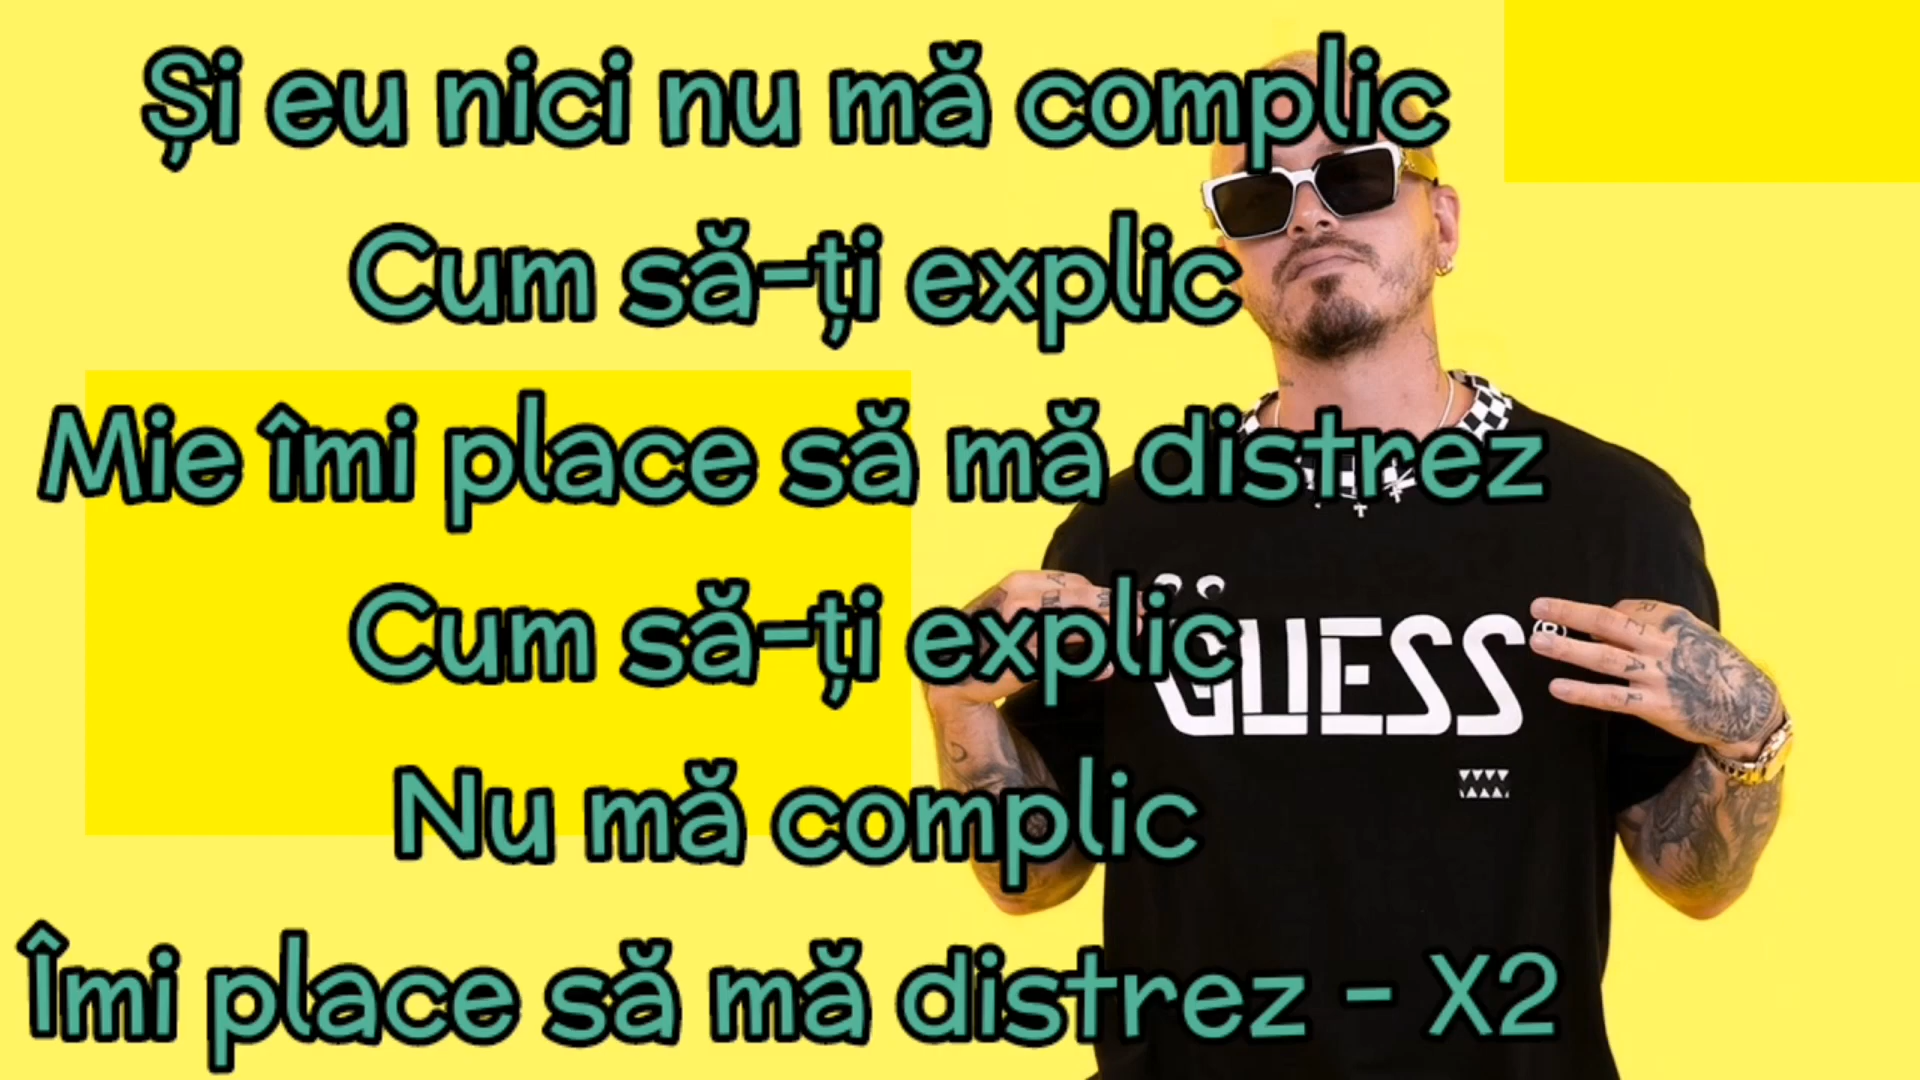 Și eu nici nu mă complic
Cum să-ți explic
Mie îmi place să mă distrez
Cum să-ți explic
GUESS
Nu mă complic
Îmi place să mă distrez - X2